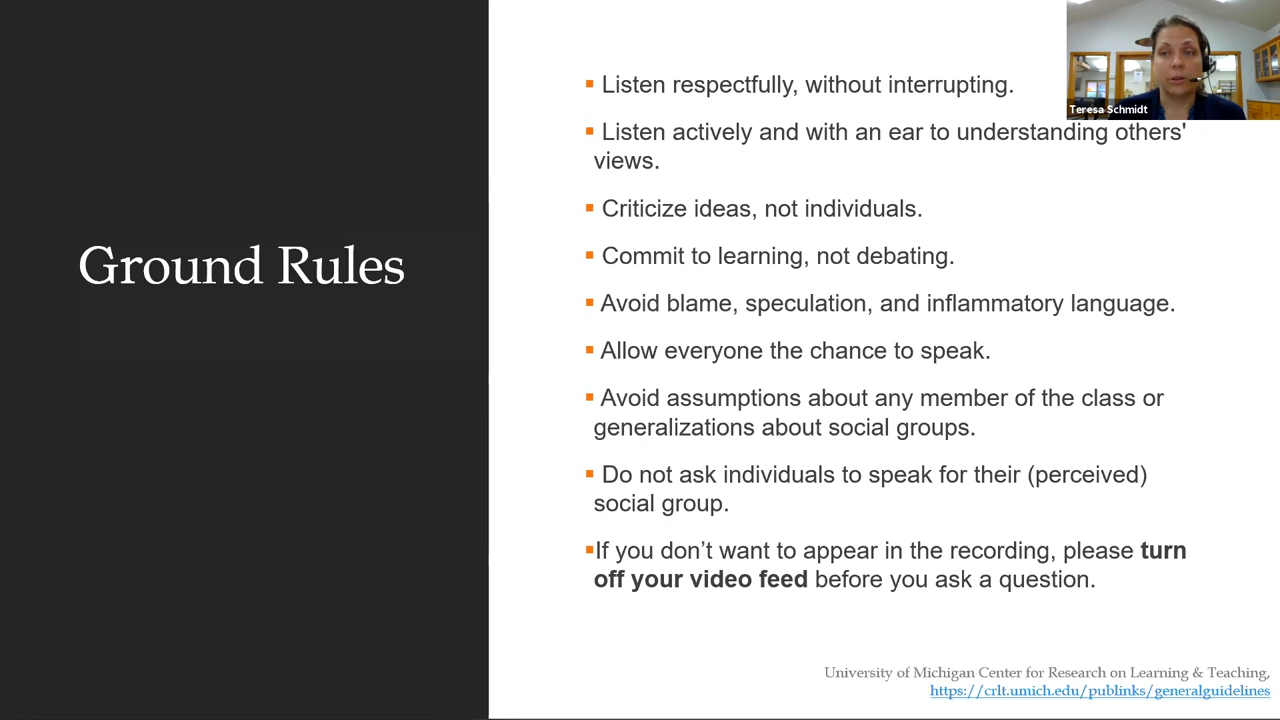 Ground Rules
Teresa Schmidt
▪ Listen respectfully, without interrupting.
▪ Listen actively and with an ear to understanding others'
views.
▪ Criticize ideas, not individuals.
▪ Commit to learning, not debating.
▪ Avoid blame, speculation, and inflammatory language.
▪ Allow everyone the chance to speak.
▪ Avoid assumptions about any member of the class or
generalizations about social groups.
▪ Do not ask individuals to speak for their (perceived)
social group.
▪If you don’t want to appear in the recording, please turn
off your video feed before you ask a question.
University of Michigan Center for Research on Learning & Teaching,
https://crlt.umich.edu/publinks/generalguidelines